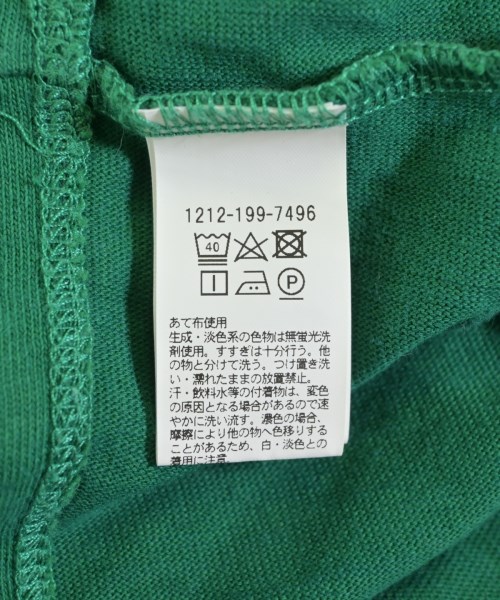 1212-199-7496
40
P
あて布使用
生成・淡色系の色物は無蛍光洗
剤使用。すすぎは十分行う。他
の物と分けて洗う。つけ置き洗
い・濡れたままの放置禁止。
汗・飲料水等の付着物は、変色
の原因となる場合があるので速
やかに洗い流す。濃色の場合、
摩擦により他の物へ色移りする
ことがあるため、白・淡色との
着用に注意